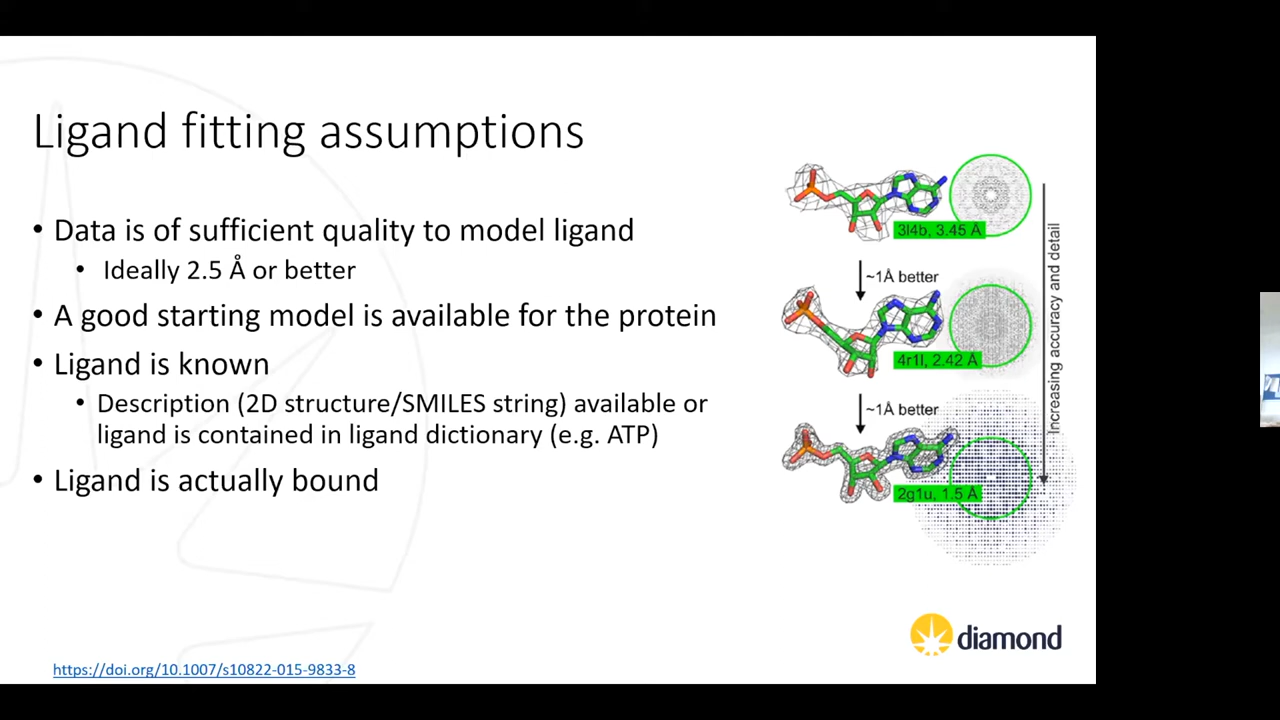 Ligand fitting assumptions
• Data is of sufficient quality to model ligand
• Ideally 2.5 Å or better
• A good starting model is available for the protein
• Ligand is known
• Description (2D structure/SMILES string) available or
ligand is contained in ligand dictionary (e.g. ATP)
• Ligand is actually bound
3l4b, 3.45 Å
~1Å better
4r1l, 2.42 Å
~1Å better
2g1u, 1.5 Å
Increasing accuracy and detail
diamond
https://doi.org/10.1007/s10822-015-9833-8